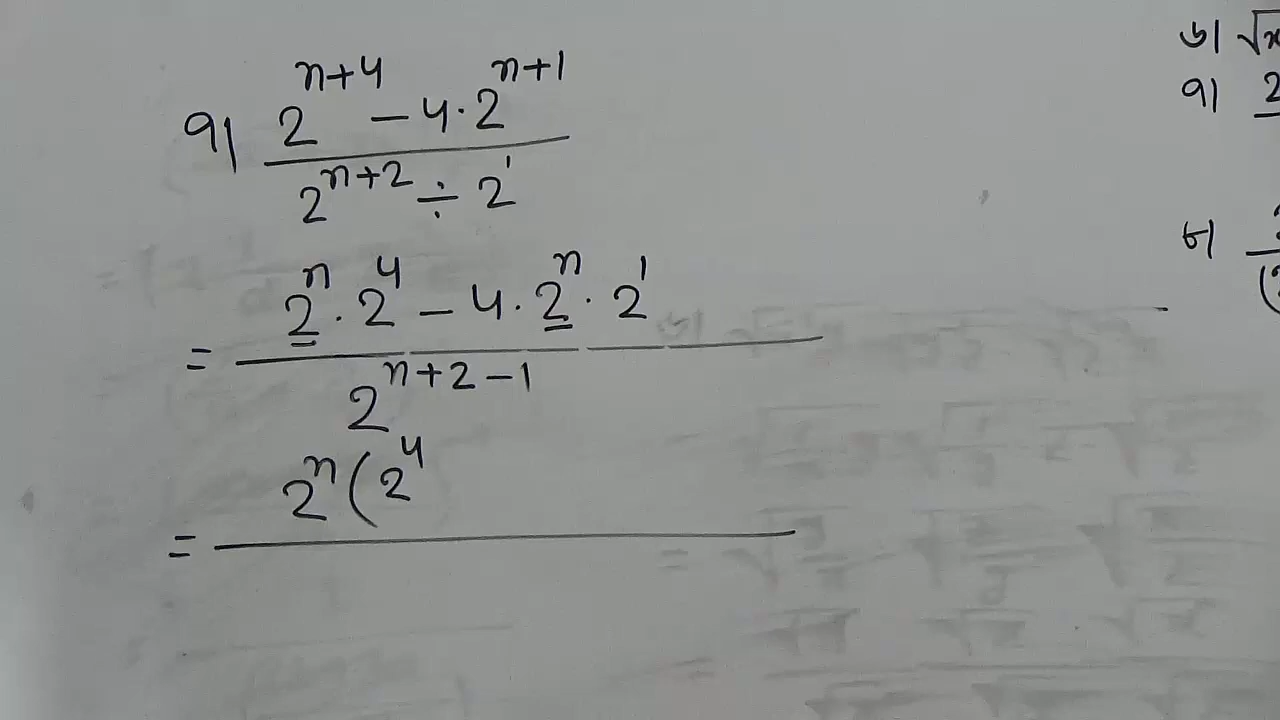 ৭| (2^{n+4} - 4·2^{n+1}) / (2^{n+2} ÷ 2^1)
= (2^n · 2^4 - 4 · 2^n · 2^1) / 2^{n+2-1}
= 2^n (2^4
৬| √x
৭| 2
৮|